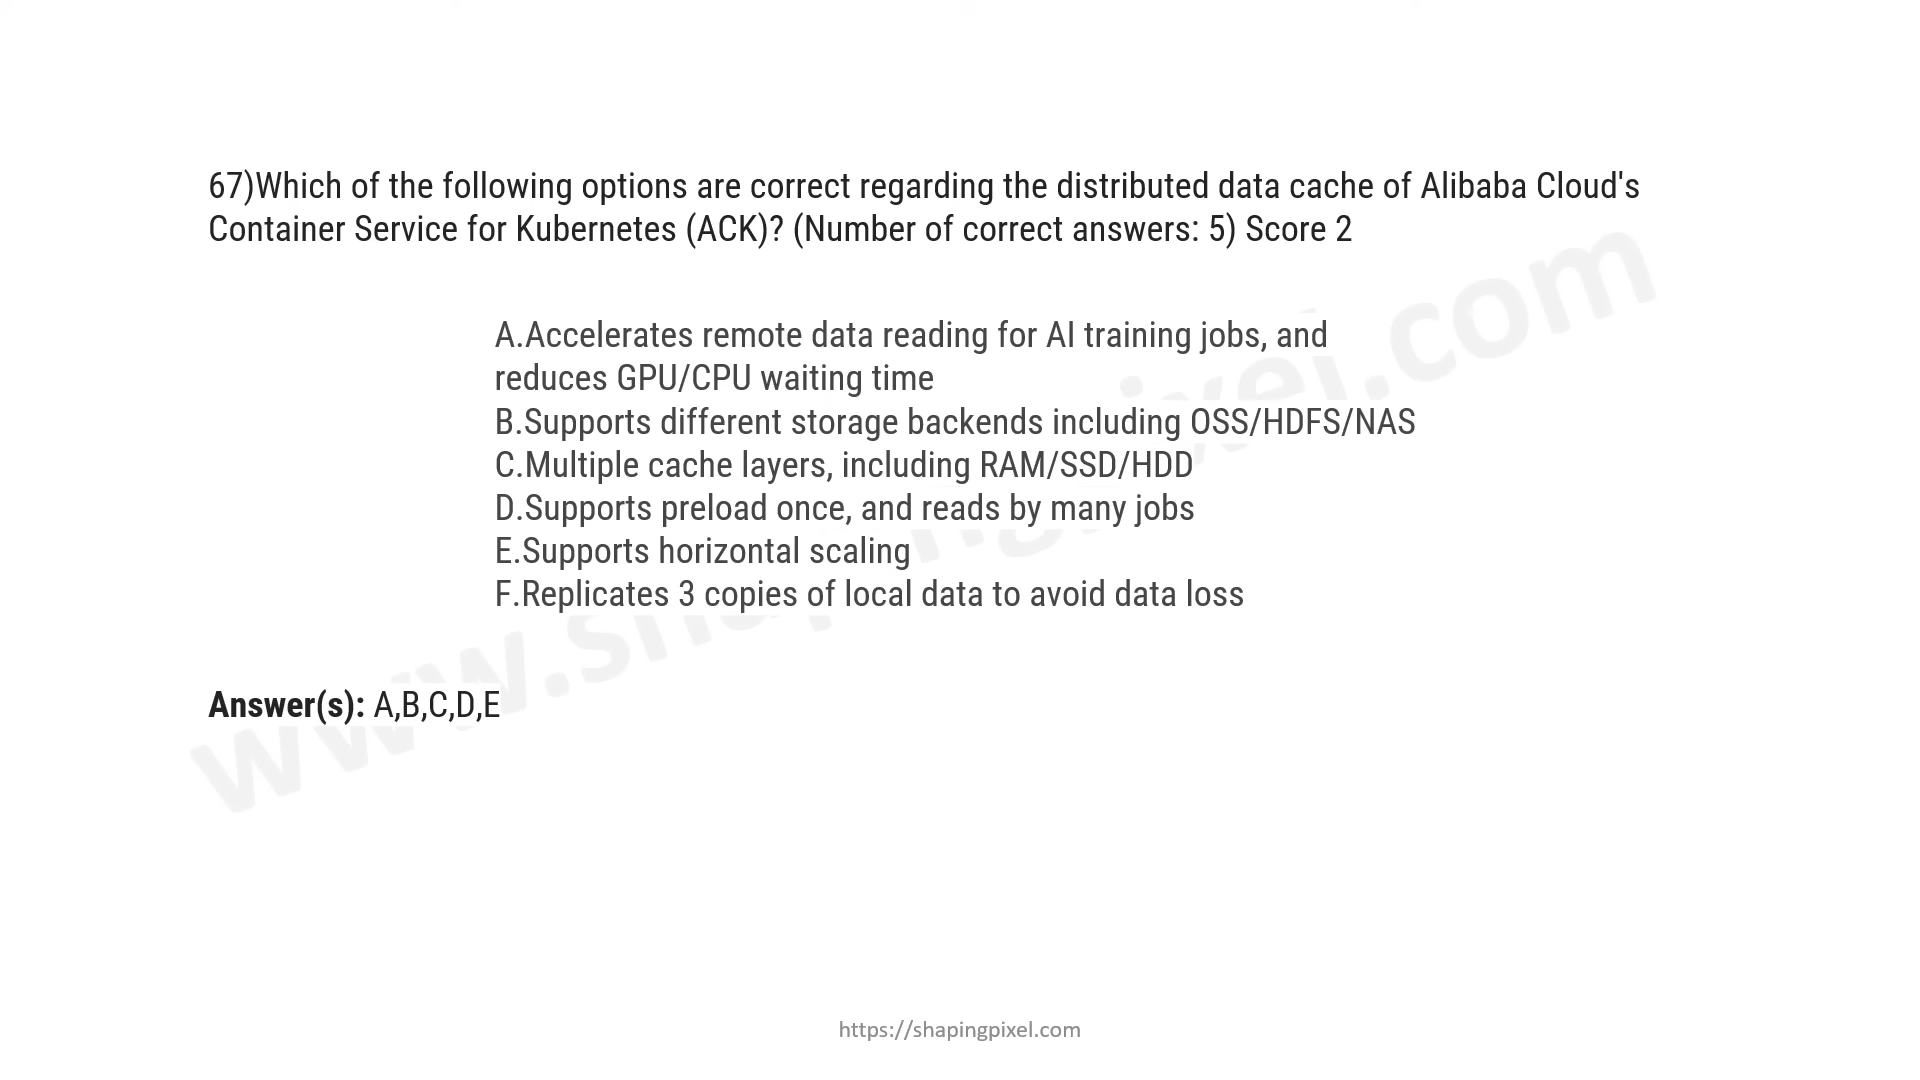 67)Which of the following options are correct regarding the distributed data cache of Alibaba Cloud's
Container Service for Kubernetes (ACK)? (Number of correct answers: 5) Score 2
A.Accelerates remote data reading for AI training jobs, and
reduces GPU/CPU waiting time
B.Supports different storage backends including OSS/HDFS/NAS
C.Multiple cache layers, including RAM/SSD/HDD
D.Supports preload once, and reads by many jobs
E.Supports horizontal scaling
F.Replicates 3 copies of local data to avoid data loss
Answer(s): A,B,C,D,E
www.shapingpixel.com
https://shapingpixel.com